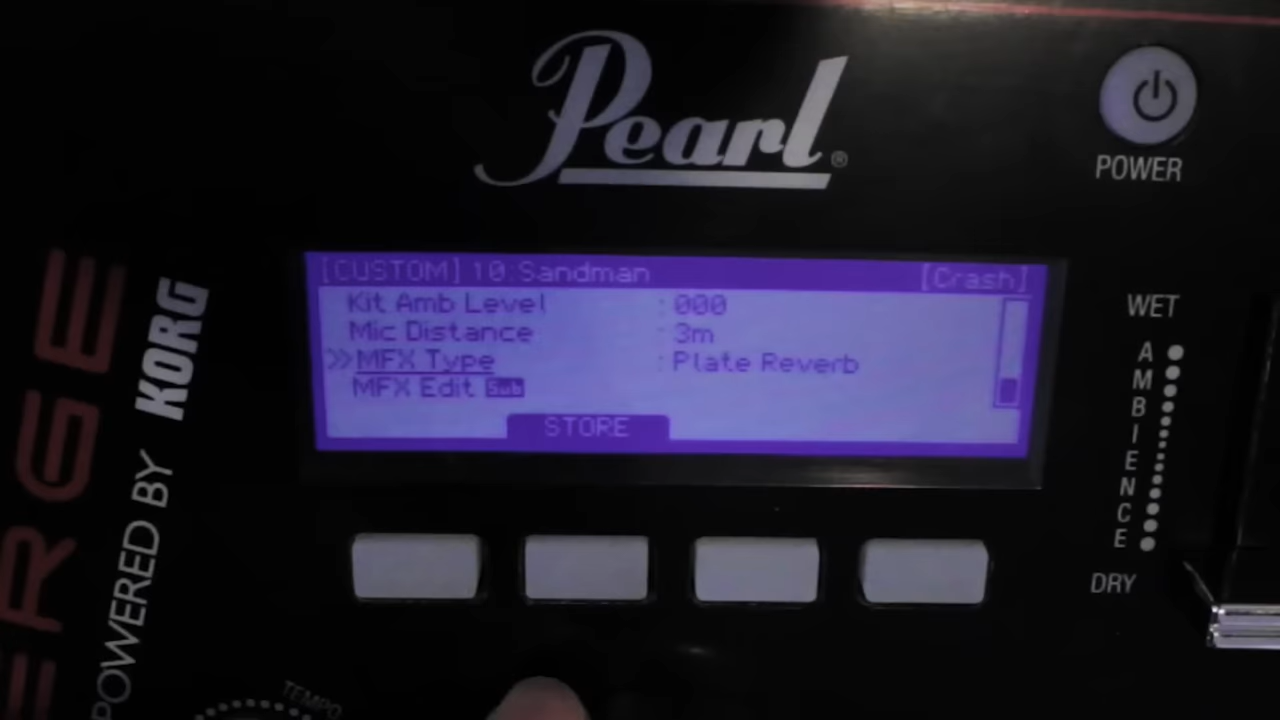 Pearl®
POWER
[CUSTOM] 10:Sandman [Crash]
Kit Amb Level : 000
Mic Distance : 3m
»MFX Type : Plate Reverb
MFX Edit Sub
STORE
WET
AMBIENCE
DRY
ERGE
POWERED BY KORG
TEMPO